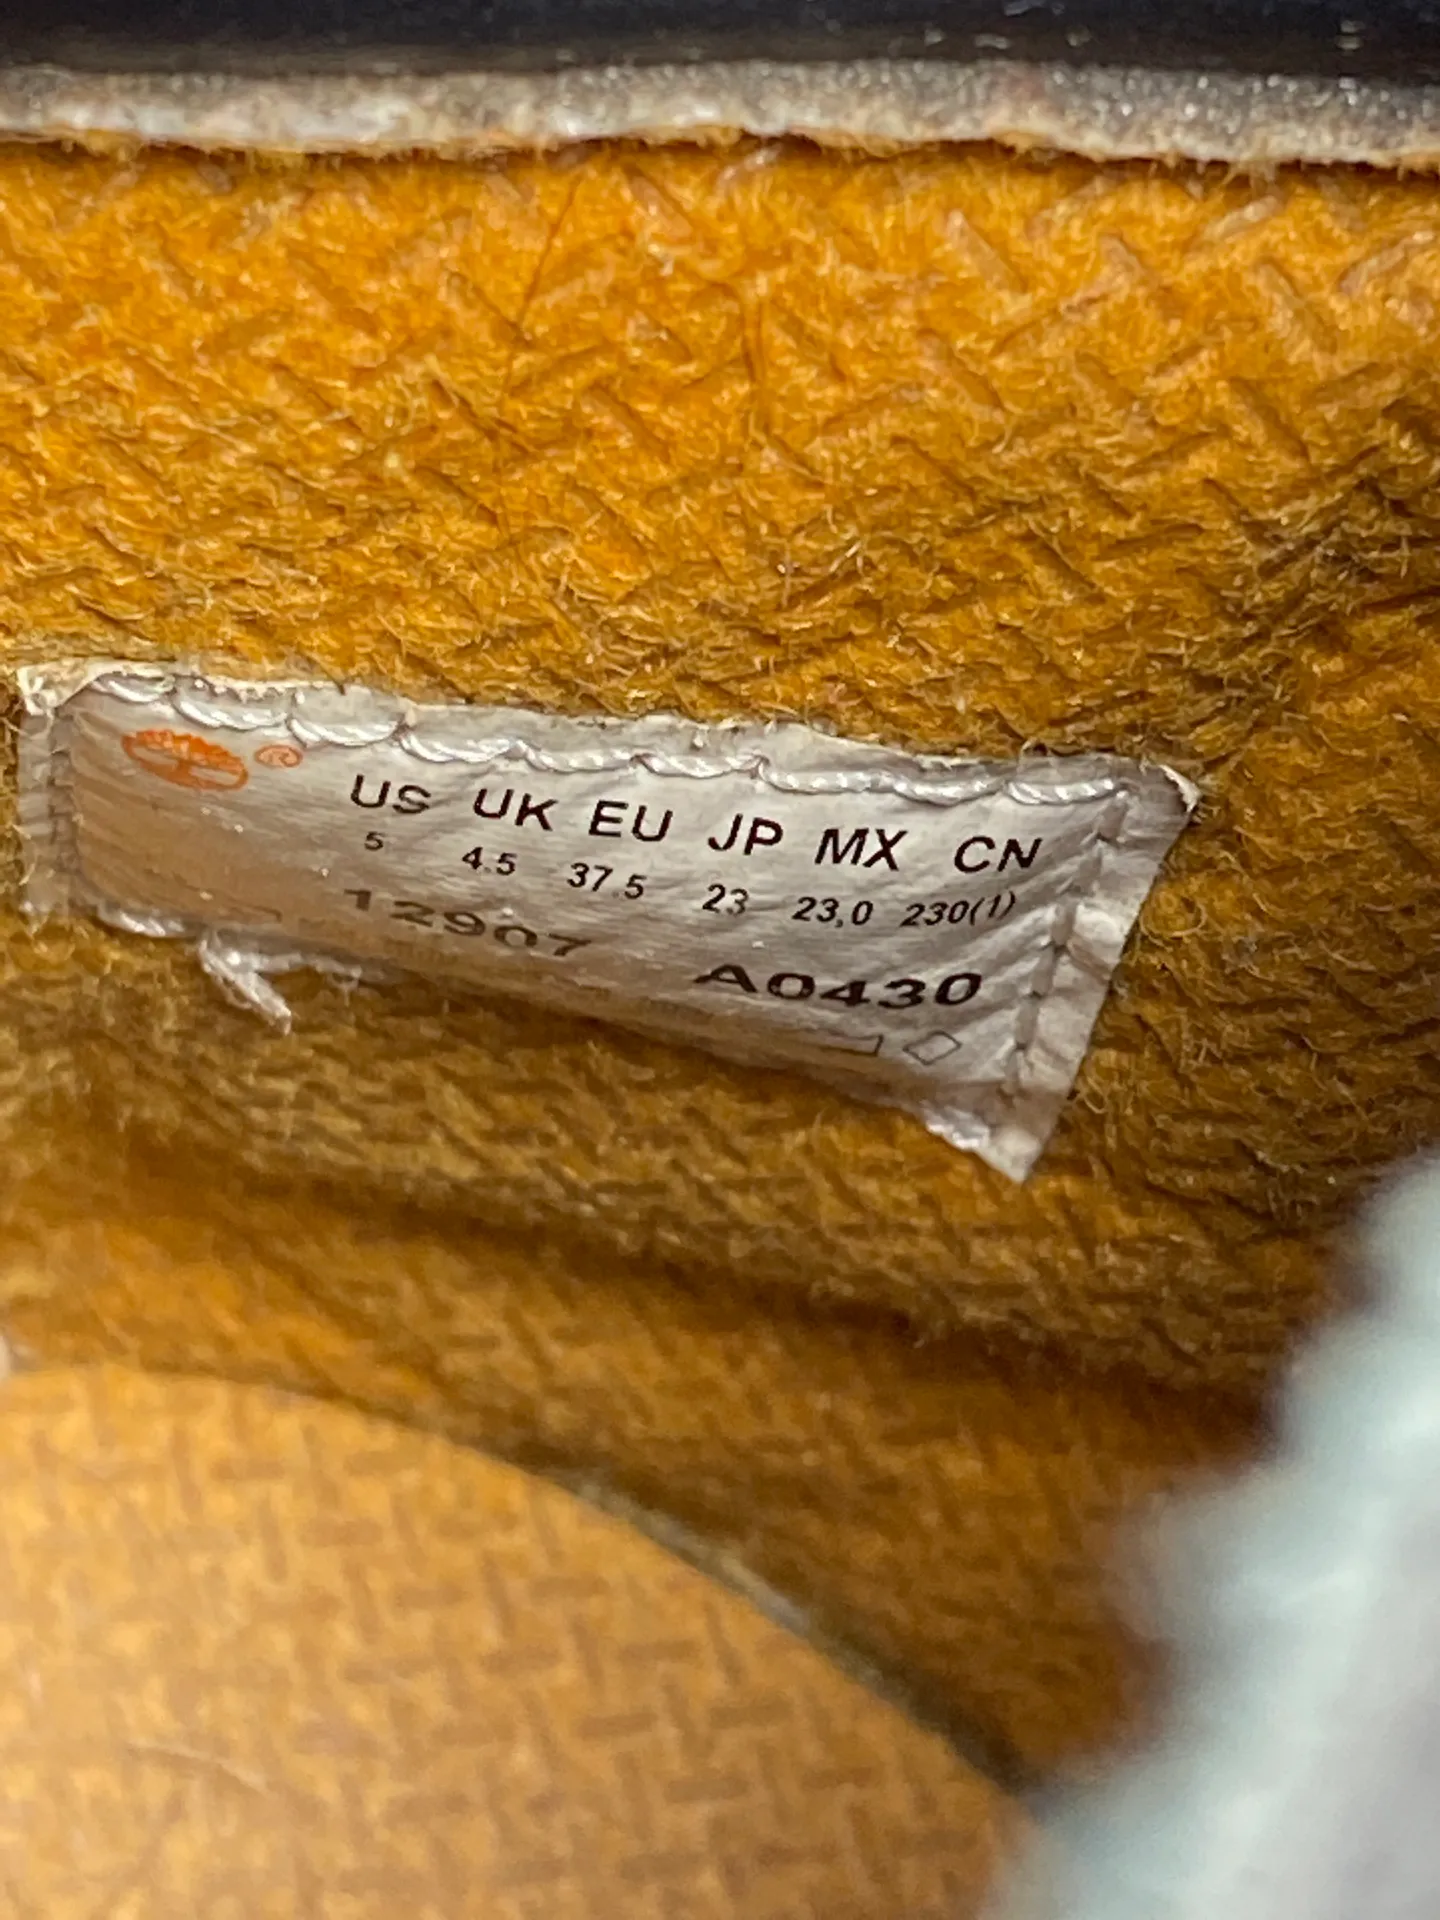 ®
US UK EU JP MX CN
5 4.5 37.5 23 23,0 230(1)
12907 A0430